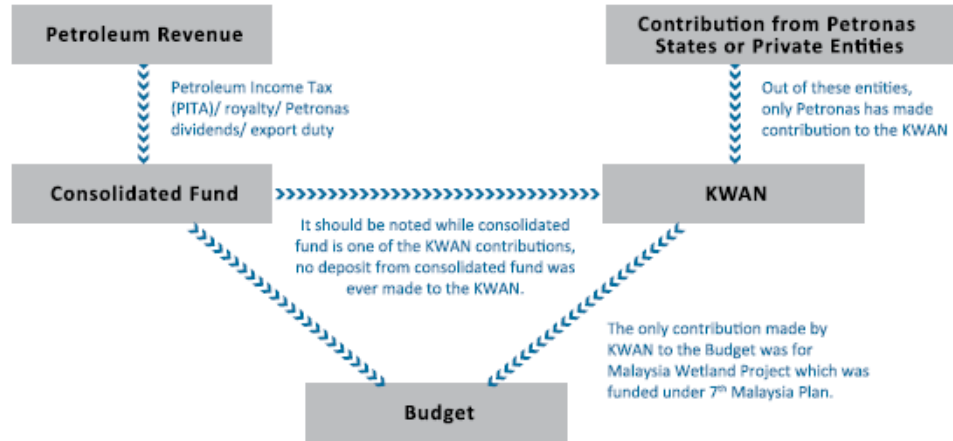 Petroleum Revenue
Contribution from Petronas
States or Private Entities
Petroleum Income Tax
(PITA)/ royalty/ Petronas
dividends/ export duty
Out of these entities,
only Petronas has made
contribution to the KWAN
Consolidated Fund
KWAN
It should be noted while consolidated
fund is one of the KWAN contributions,
no deposit from consolidated fund was
ever made to the KWAN.
The only contribution made by
KWAN to the Budget was for
Malaysia Wetland Project which was
funded under 7th Malaysia Plan.
Budget